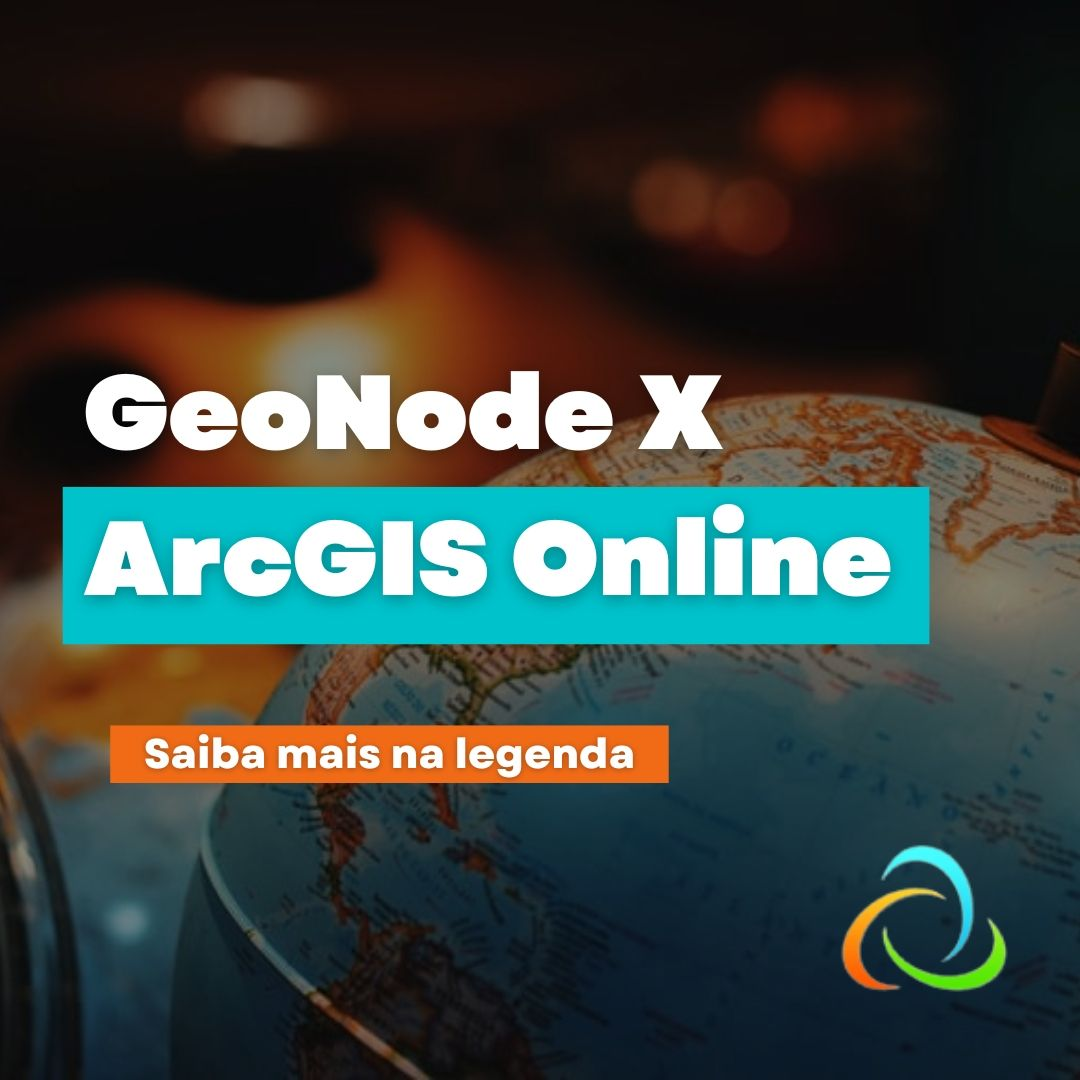 GeoNode X
ArcGIS Online
Saiba mais na legenda